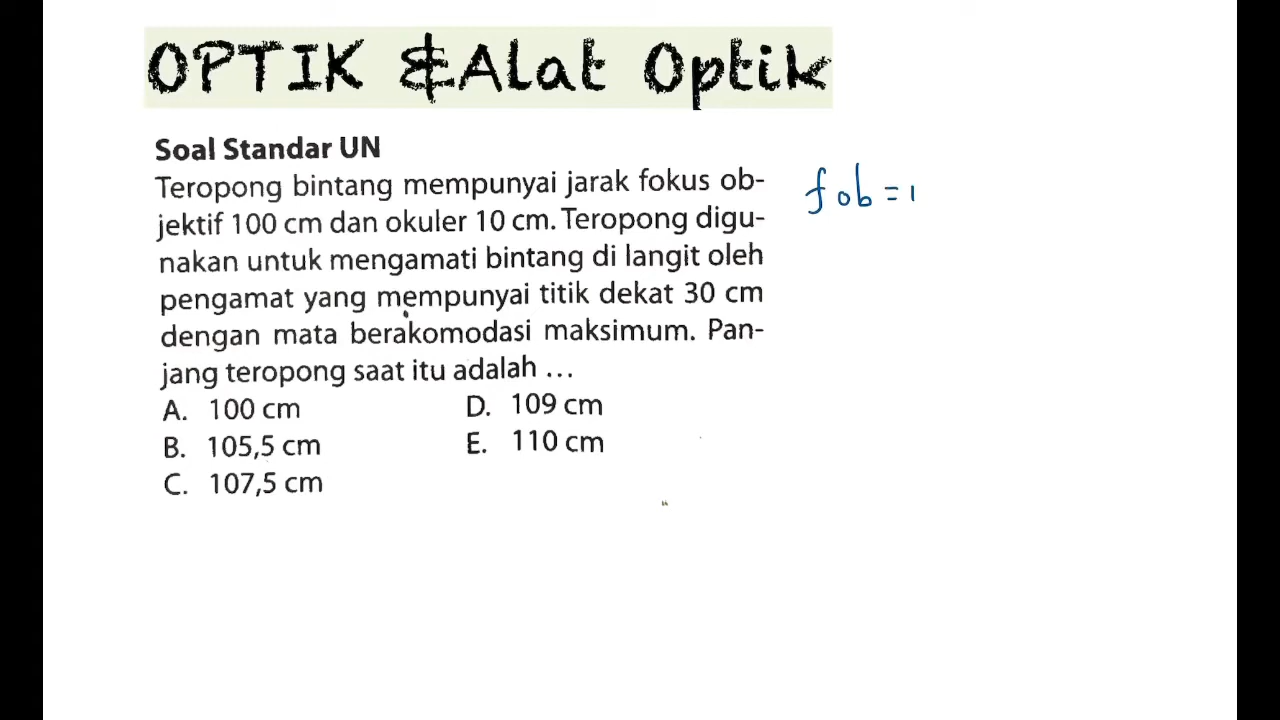 OPTIK & Alat Optik
Soal Standar UN
Teropong bintang mempunyai jarak fokus ob-
jektif 100 cm dan okuler 10 cm. Teropong digu-
nakan untuk mengamati bintang di langit oleh
pengamat yang mempunyai titik dekat 30 cm
dengan mata berakomodasi maksimum. Pan-
jang teropong saat itu adalah ...
A. 100 cm
B. 105,5 cm
C. 107,5 cm
D. 109 cm
E. 110 cm
f ob = 1